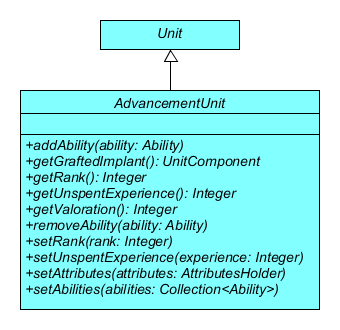 Unit
AdvancementUnit
+addAbility(ability: Ability)
+getGraftedImplant(): UnitComponent
+getRank(): Integer
+getUnspentExperience(): Integer
+getValoration(): Integer
+removeAbility(ability: Ability)
+setRank(rank: Integer)
+setUnspentExperience(experience: Integer)
+setAttributes(attributes: AttributesHolder)
+setAbilities(abilities: Collection<Ability>)